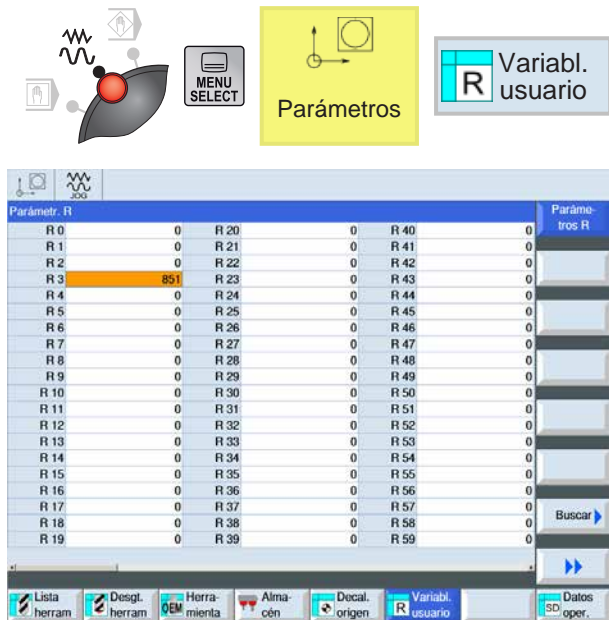 MENU
SELECT
Parámetros
R
Variabl.
usuario
JOG
Parámetr. R
Paráme-
tros R
R 0 0 R 20 0 R 40 0
R 1 0 R 21 0 R 41 0
R 2 0 R 22 0 R 42 0
R 3 851 R 23 0 R 43 0
R 4 0 R 24 0 R 44 0
R 5 0 R 25 0 R 45 0
R 6 0 R 26 0 R 46 0
R 7 0 R 27 0 R 47 0
R 8 0 R 28 0 R 48 0
R 9 0 R 29 0 R 49 0
R 10 0 R 30 0 R 50 0
R 11 0 R 31 0 R 51 0
R 12 0 R 32 0 R 52 0
R 13 0 R 33 0 R 53 0
R 14 0 R 34 0 R 54 0
R 15 0 R 35 0 R 55 0
R 16 0 R 36 0 R 56 0
R 17 0 R 37 0 R 57 0
R 18 0 R 38 0 R 58 0
R 19 0 R 39 0 R 59 0
Buscar
Lista
herram
Desgt.
herram
OEM
Herra-
mienta
Alma-
cén
Decal.
origen
R
Variabl.
usuario
SD
Datos
oper.